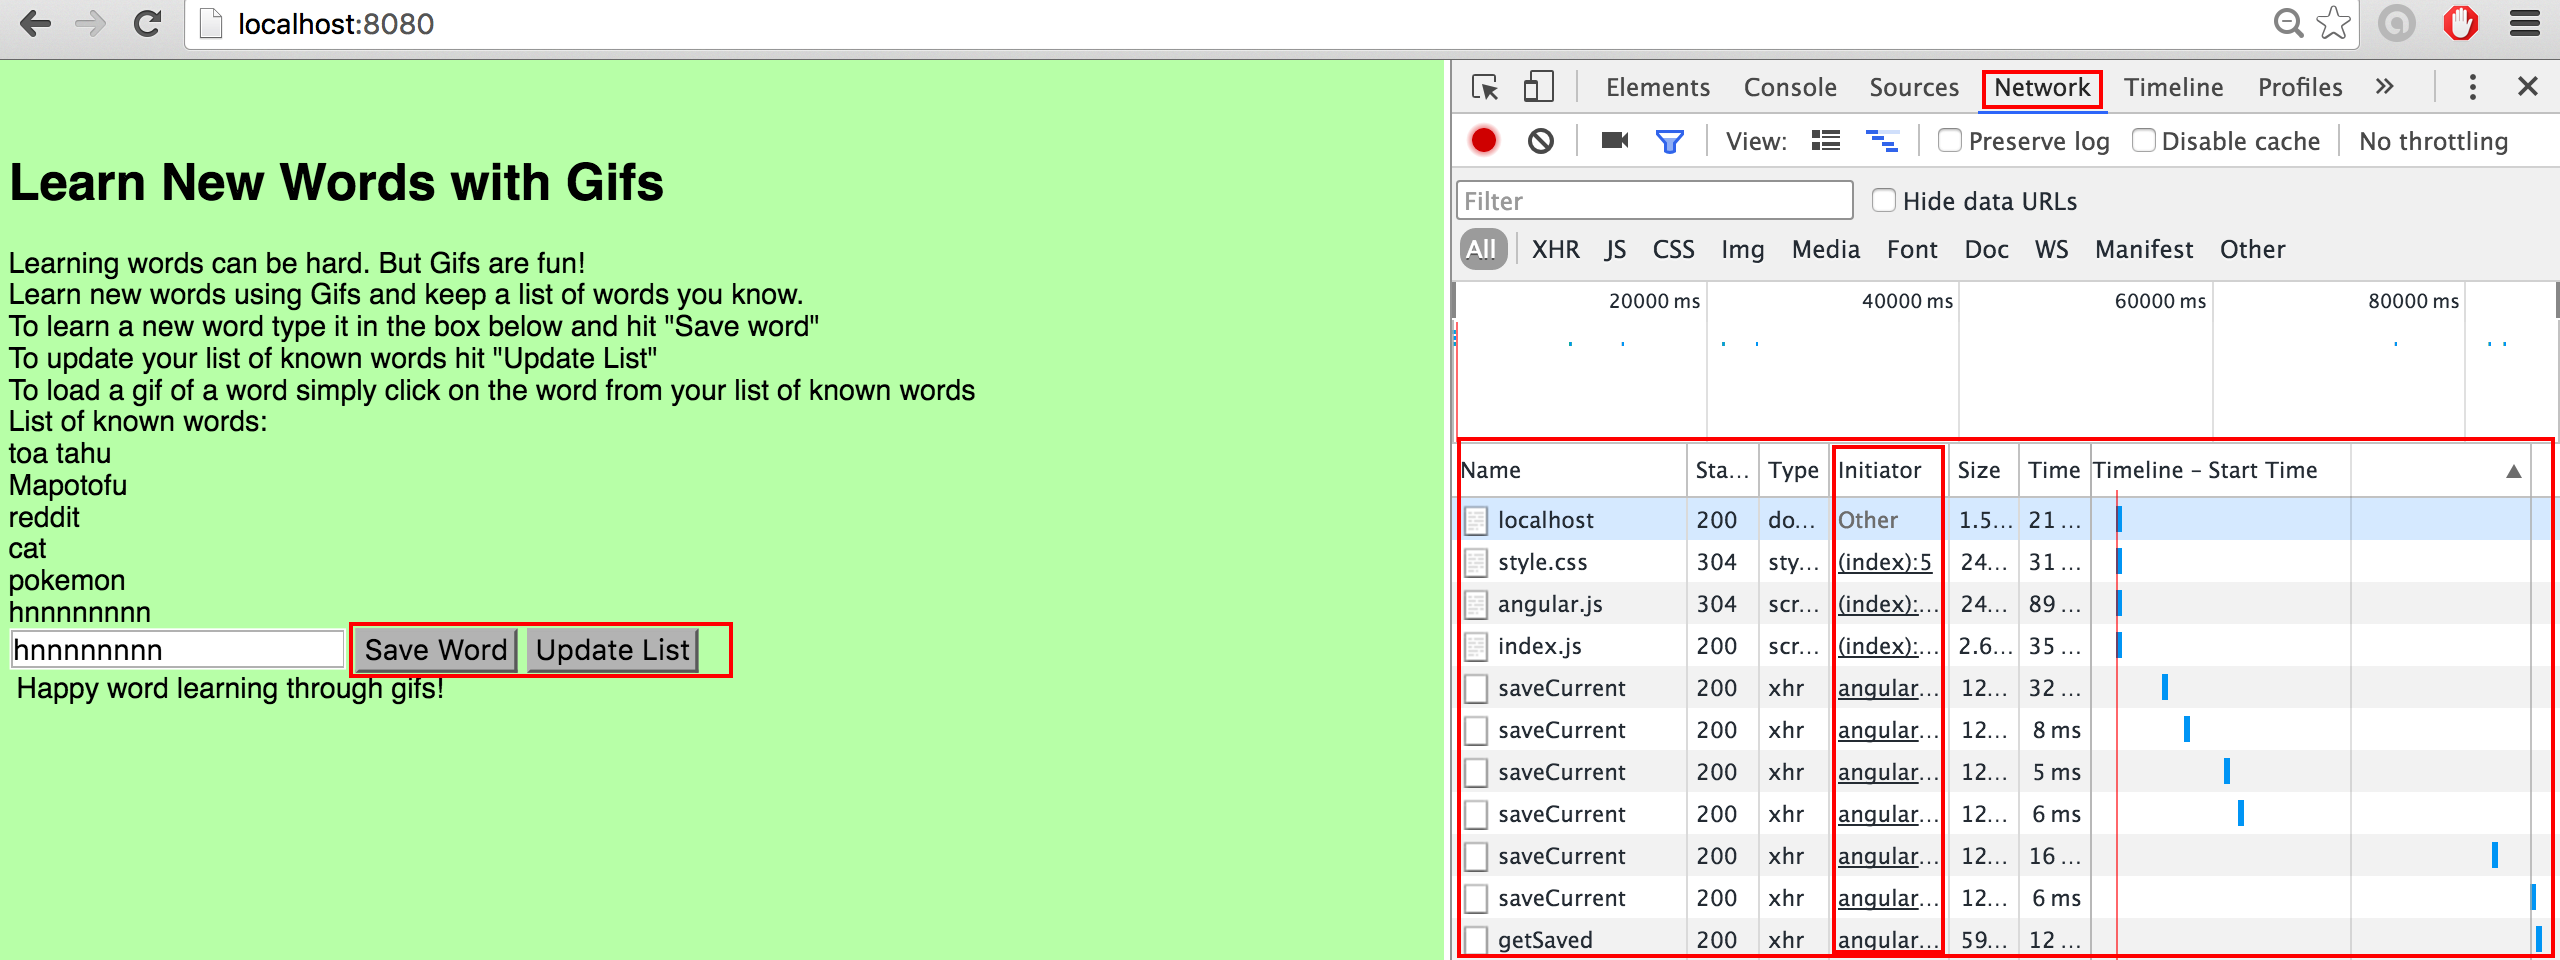 localhost:8080
Learn New Words with Gifs
Learning words can be hard. But Gifs are fun!
Learn new words using Gifs and keep a list of words you know.
To learn a new word type it in the box below and hit "Save word"
To update your list of known words hit "Update List"
To load a gif of a word simply click on the word from your list of known words
List of known words:
toa tahu
Mapotofu
reddit
cat
pokemon
hnnnnnnnn
hnnnnnnnn Save Word Update List
Happy word learning through gifs!
Elements Console Sources Network Timeline Profiles »
View: Preserve log Disable cache No throttling
Filter Hide data URLs
All XHR JS CSS Img Media Font Doc WS Manifest Other
20000 ms 40000 ms 60000 ms 80000 ms
Name Sta... Type Initiator Size Time Timeline – Start Time
localhost 200 do... Other 1.5... 21 ...
style.css 304 sty... (index):5 24... 31 ...
angular.js 304 scr... (index):... 24... 89 ...
index.js 200 scr... (index):... 2.6... 35 ...
saveCurrent 200 xhr angular... 12... 32 ...
saveCurrent 200 xhr angular... 12... 8 ms
saveCurrent 200 xhr angular... 12... 5 ms
saveCurrent 200 xhr angular... 12... 6 ms
saveCurrent 200 xhr angular... 12... 16 ...
saveCurrent 200 xhr angular... 12... 6 ms
getSaved 200 xhr angular... 59... 12 ...